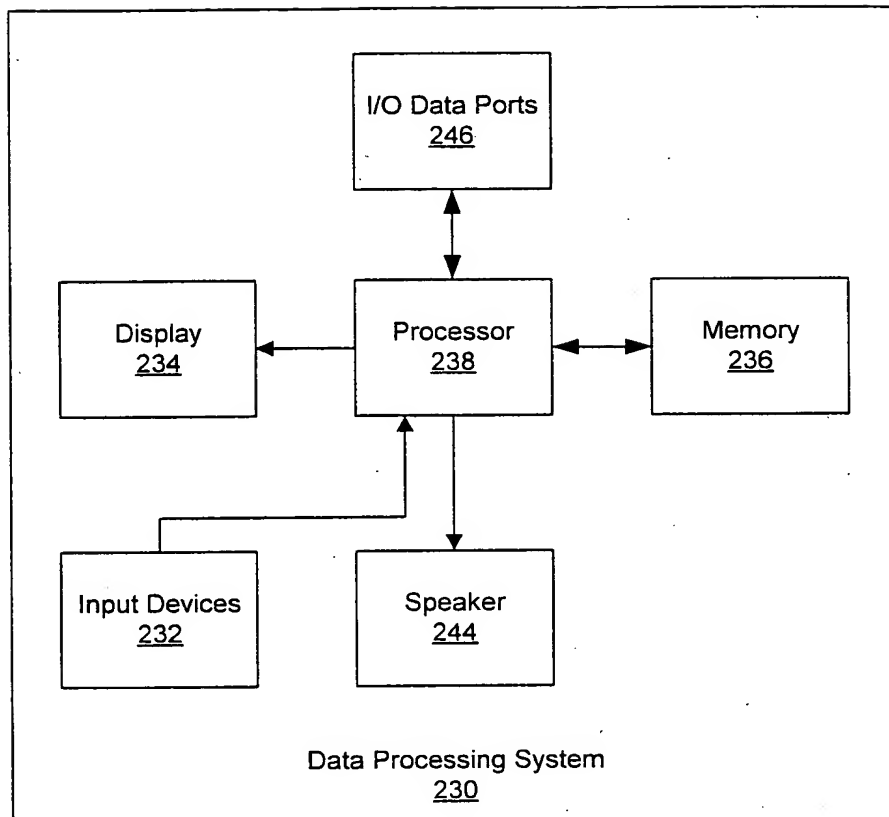 I/O Data Ports
246
Display
234
Processor
238
Memory
236
Input Devices
232
Speaker
244
Data Processing System
230